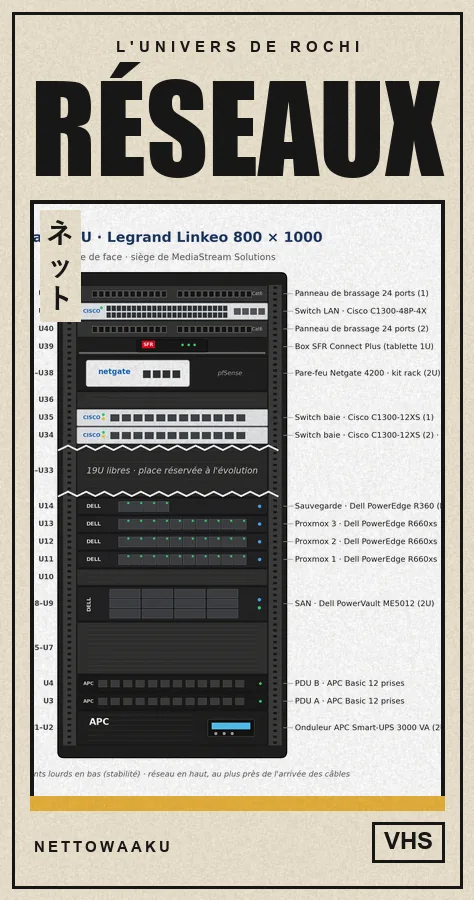 L'UNIVERS DE ROCHI
RÉSEAUX
ネット
U · Legrand Linkeo 800 × 1000
de face · siège de MediaStream Solutions
Cat6
Panneau de brassage 24 ports (1)
CISCO
Switch LAN · Cisco C1300-48P-4X
U40
Cat6
Panneau de brassage 24 ports (2)
U39
SFR
Box SFR Connect Plus (tablette 1U)
–U38
netgate
pfSense
Pare-feu Netgate 4200 · kit rack (2U)
U36
U35
CISCO
Switch baie · Cisco C1300-12XS (1)
U34
CISCO
Switch baie · Cisco C1300-12XS (2) ·
–U33
19U libres · place réservée à l'évolution
U14
DELL
Sauvegarde · Dell PowerEdge R360
U13
DELL
Proxmox 3 · Dell PowerEdge R660xs
U12
DELL
Proxmox 2 · Dell PowerEdge R660xs
U11
DELL
Proxmox 1 · Dell PowerEdge R660xs
U10
8–U9
DELL
SAN · Dell PowerVault ME5012 (2U)
5–U7
U4
APC
PDU B · APC Basic 12 prises
U3
APC
PDU A · APC Basic 12 prises
1–U2
APC
Onduleur APC Smart-UPS 3000 VA (2U
nts lourds en bas (stabilité) · réseau en haut, au plus près de l'arrivée des câbles
NETTOWAAKU
VHS